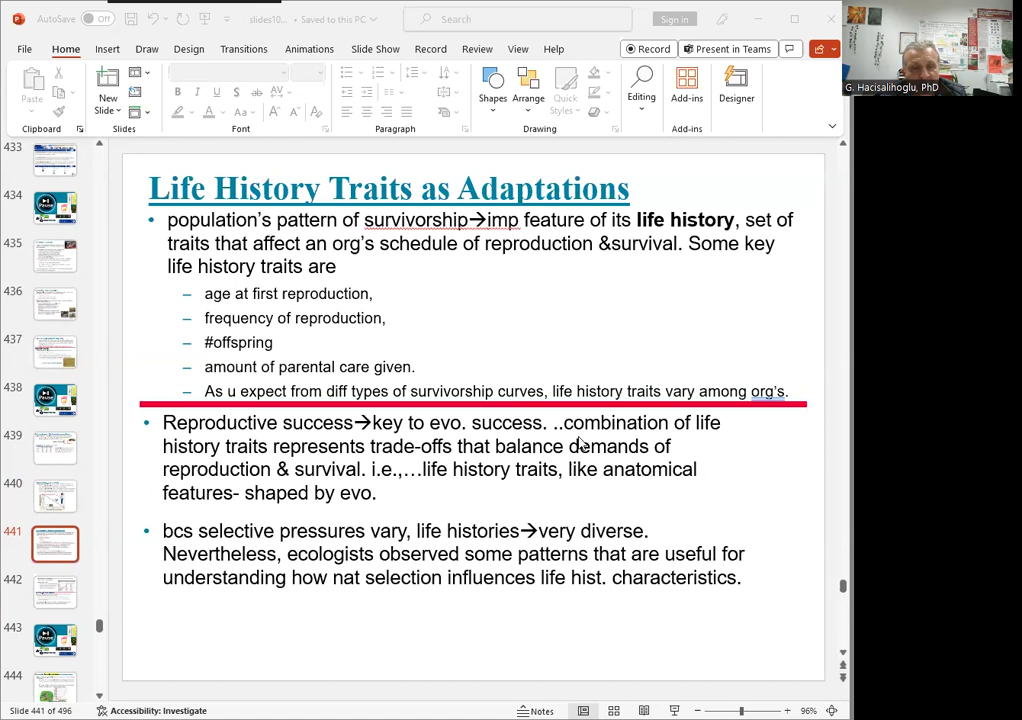 AutoSave Off slides10... • Saved to this PC Search Sign in
File Home Insert Draw Design Transitions Animations Slide Show Record Review View Help Record Present in Teams
G. Hacisalihoglu, PhD
Paste New Slide Shapes Arrange Quick Styles Editing Add-ins Designer
Clipboard Slides Font Paragraph Drawing Add-ins
433
434
435
436
437
438
439
440
441
442
443
444
Life History Traits as Adaptations
• population's pattern of survivorship→imp feature of its life history, set of
traits that affect an org's schedule of reproduction &survival. Some key
life history traits are
– age at first reproduction,
– frequency of reproduction,
– #offspring
– amount of parental care given.
– As u expect from diff types of survivorship curves, life history traits vary among org's.
• Reproductive success→key to evo. success. ..combination of life
history traits represents trade-offs that balance demands of
reproduction & survival. i.e.,…life history traits, like anatomical
features- shaped by evo.
• bcs selective pressures vary, life histories→very diverse.
Nevertheless, ecologists observed some patterns that are useful for
understanding how nat selection influences life hist. characteristics.
Slide 441 of 496 Accessibility: Investigate Notes 96%